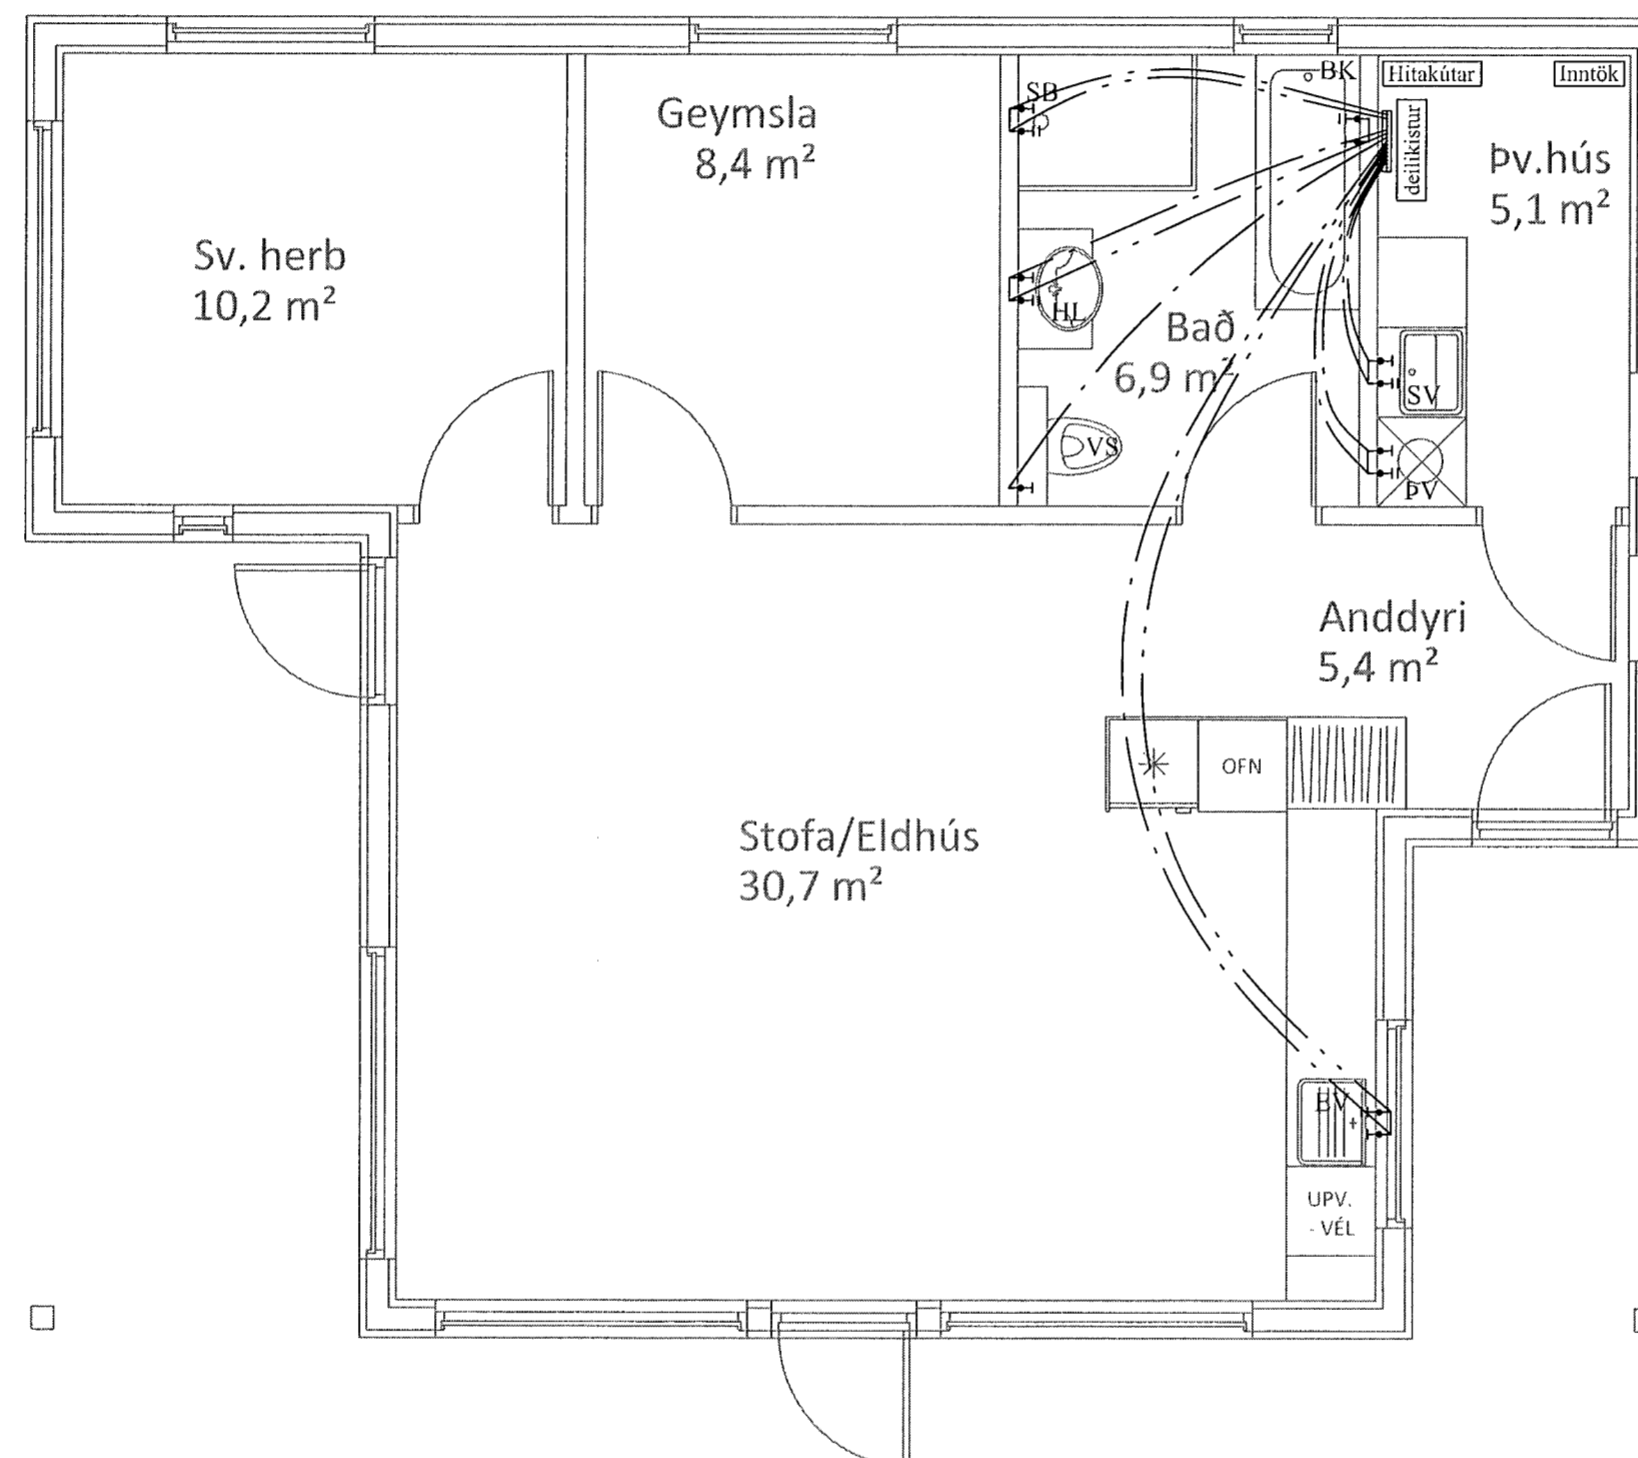 BK
Hitakútar
Inntök
SB
Geymsla
8,4 m²
deilikistur
Þv.hús
5,1 m²
Sv. herb
10,2 m²
HL
Bað
6,9 m²
SV
VS
ÞV
Anddyri
5,4 m²
OFN
Stofa/Eldhús
30,7 m²
BV
UPV.
- VÉL